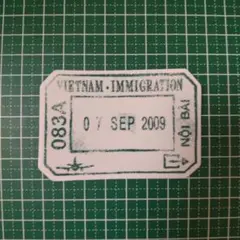 VIETNAM - IMMIGRATION
083A
07 SEP 2009
NỘI BÀI